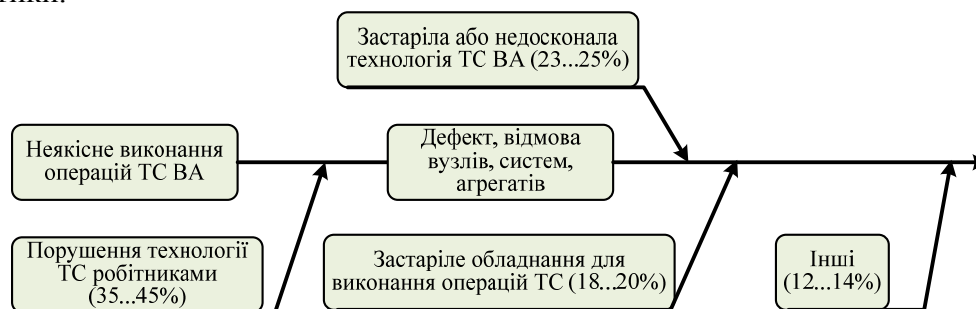 Застаріла або недосконала
технологія ТС ВА (23...25%)
Неякісне виконання
операцій ТС ВА
Дефект, відмова
вузлів, систем,
агрегатів
Порушення технології
ТС робітниками
(35...45%)
Застаріле обладнання для
виконання операцій ТС (18...20%)
Інші
(12...14%)